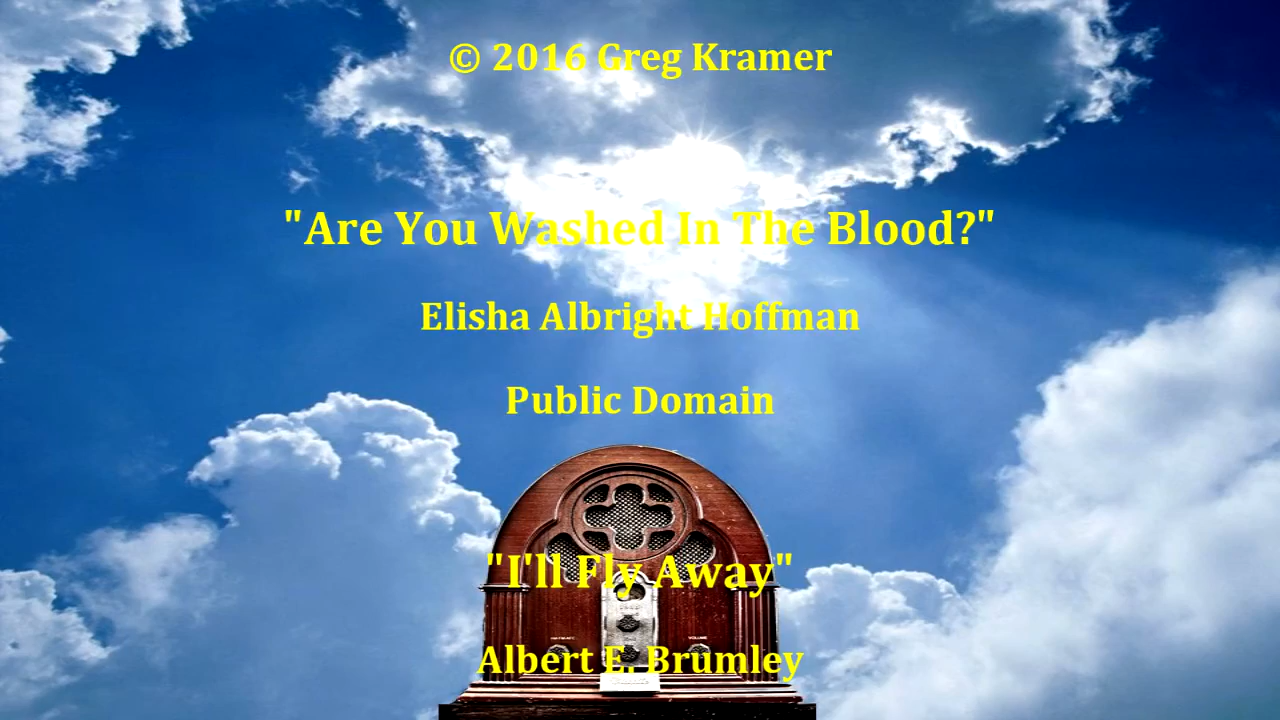 © 2016 Greg Kramer
"Are You Washed In The Blood?"
Elisha Albright Hoffman
Public Domain
"I'll Fly Away"
VOLUME
Albert E. Brumley